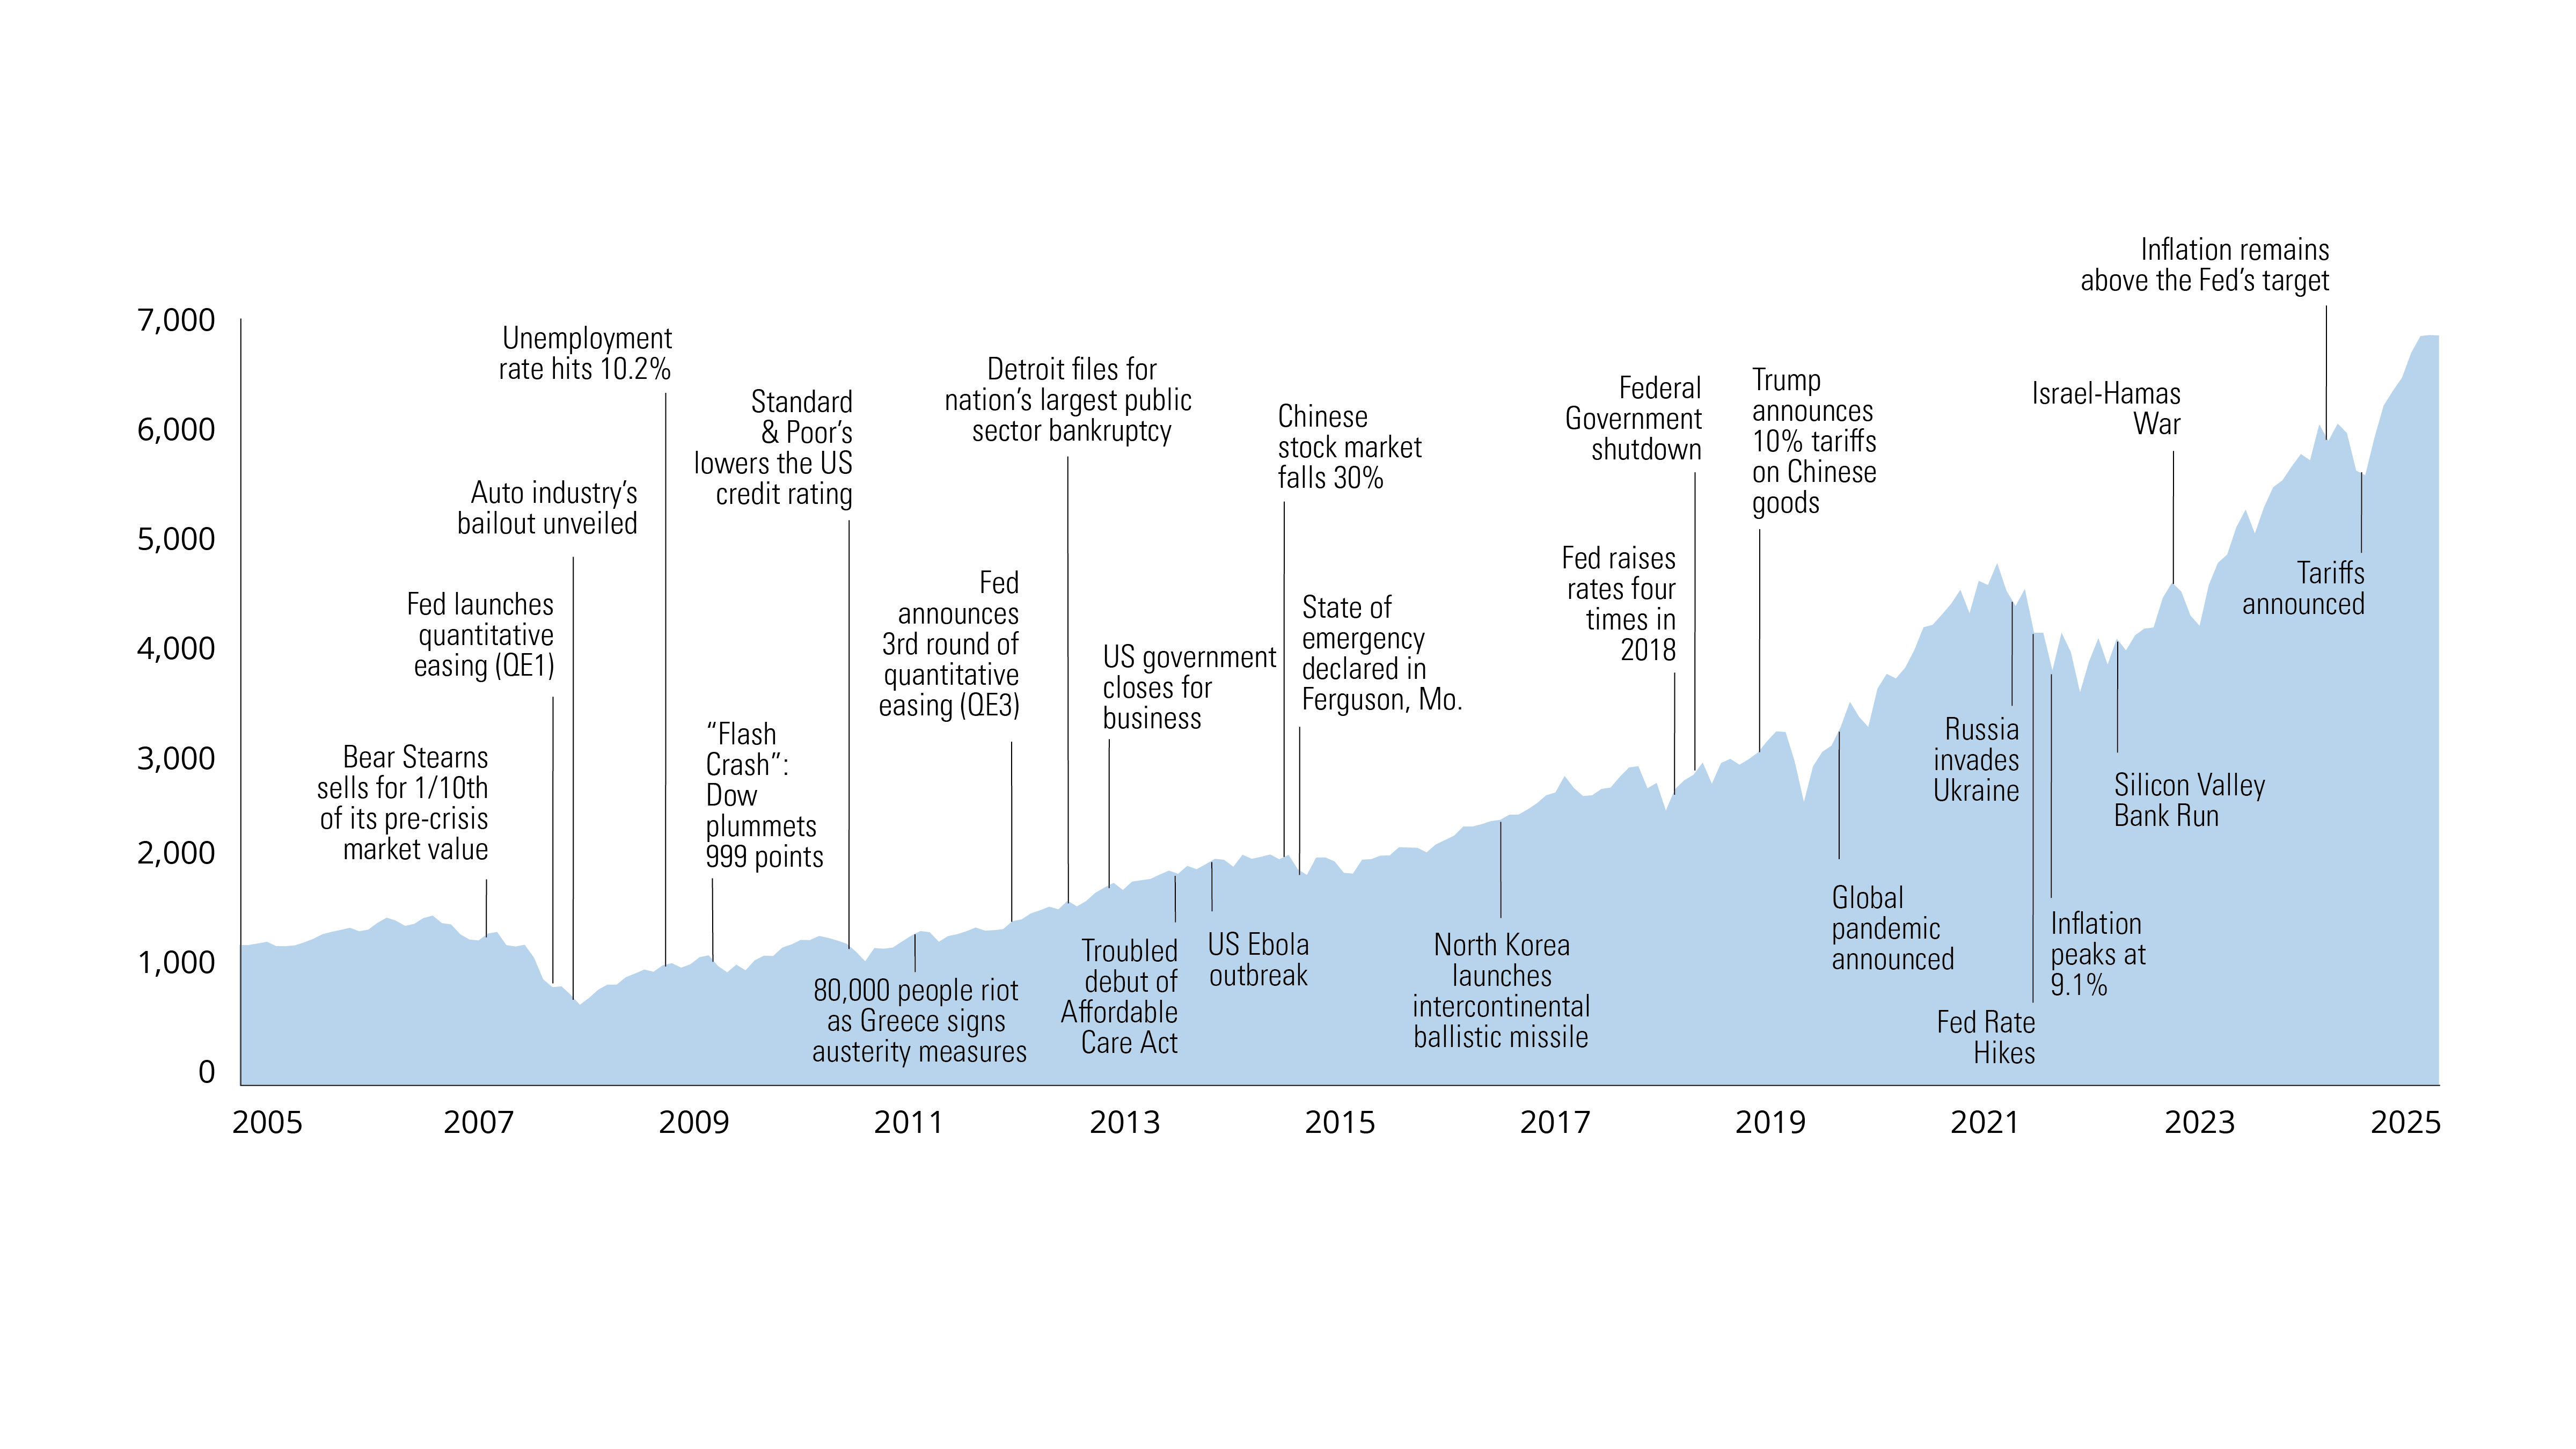 Inflation remains
above the Fed’s target
7,000
6,000
5,000
4,000
3,000
2,000
1,000
0
Unemployment
rate hits 10.2%
Auto industry’s
bailout unveiled
Fed launches
quantitative
easing (QE1)
Bear Stearns
sells for 1/10th
of its pre-crisis
market value
Standard
& Poor’s
lowers the US
credit rating
“Flash
Crash”:
Dow
plummets
999 points
Detroit files for
nation’s largest public
sector bankruptcy
Fed
announces
3rd round of
quantitative
easing (QE3)
80,000 people riot
as Greece signs
austerity measures
US government
closes for
business
Troubled
debut of
Affordable
Care Act
US Ebola
outbreak
Chinese
stock market
falls 30%
State of
emergency
declared in
Ferguson, Mo.
North Korea
launches
intercontinental
ballistic missile
Fed raises
rates four
times in
2018
Federal
Government
shutdown
Trump
announces
10% tariffs
on Chinese
goods
Global
pandemic
announced
Russia
invades
Ukraine
Fed Rate
Hikes
Inflation
peaks at
9.1%
Silicon Valley
Bank Run
Israel-Hamas
War
Tariffs
announced
2005
2007
2009
2011
2013
2015
2017
2019
2021
2023
2025